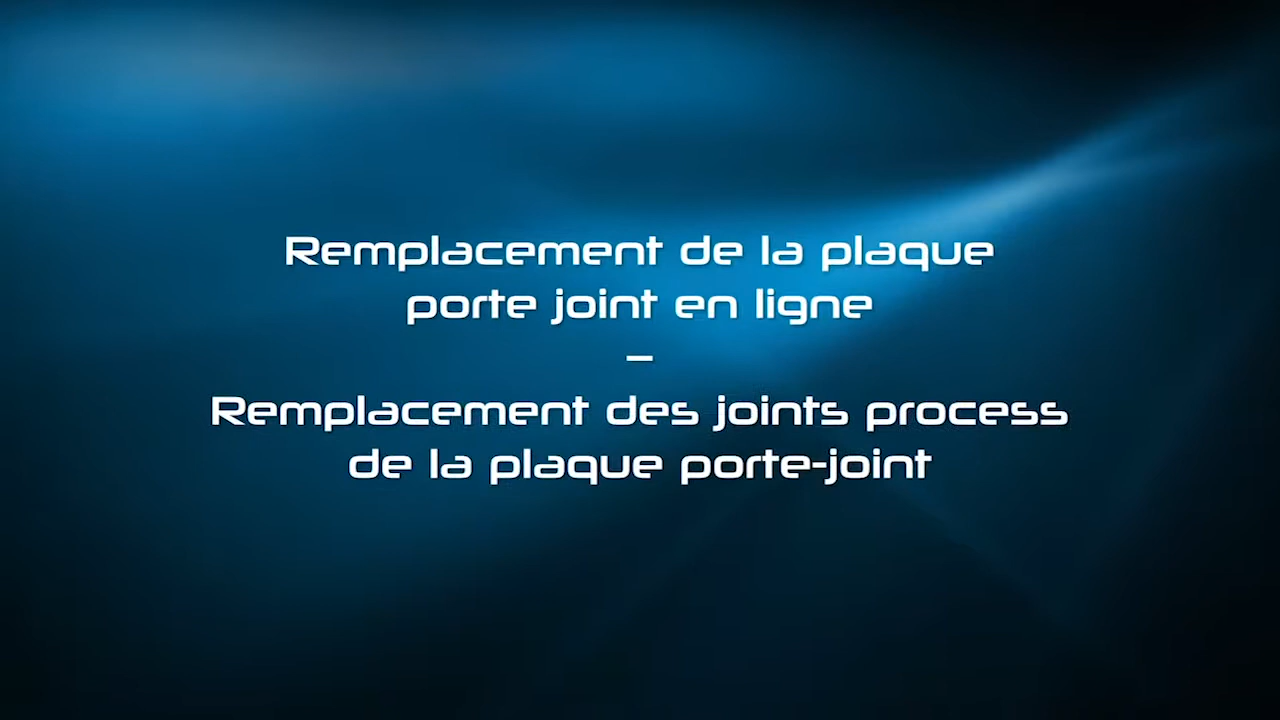 Remplacement de la plaque
porte joint en ligne
–
Remplacement des joints process
de la plaque porte-joint